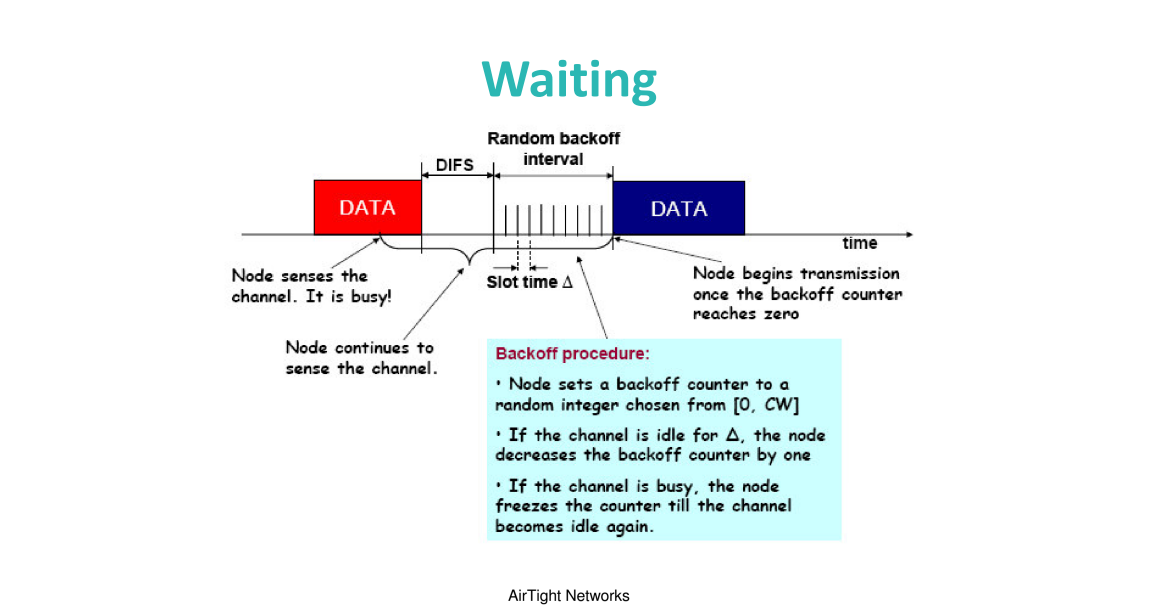 Waiting
Random backoff
interval
DIFS
DATA
DATA
time
Node senses the
channel. It is busy!
Slot time Δ
Node begins transmission
once the backoff counter
reaches zero
Node continues to
sense the channel.
Backoff procedure:
• Node sets a backoff counter to a
random integer chosen from [0, CW]
• If the channel is idle for Δ, the node
decreases the backoff counter by one
• If the channel is busy, the node
freezes the counter till the channel
becomes idle again.
AirTight Networks